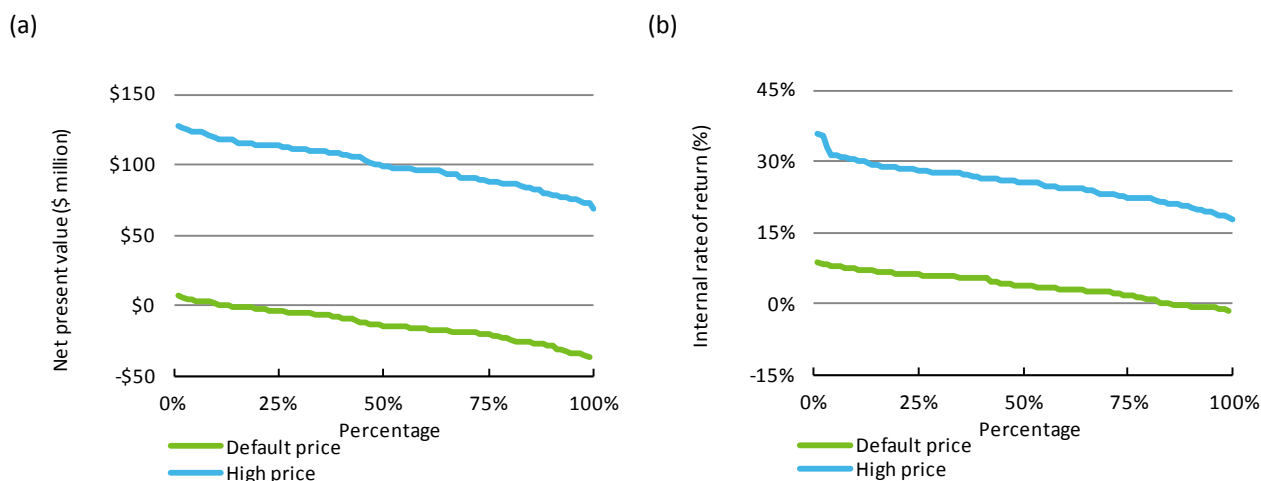 (a)
Net present value ($ million)
$150
$100
$50
$0
-$50
0% 25% 50% 75% 100%
Percentage
Default price
High price
(b)
Internal rate of return (%)
45%
30%
15%
0%
-15%
0% 25% 50% 75% 100%
Percentage
Default price
High price